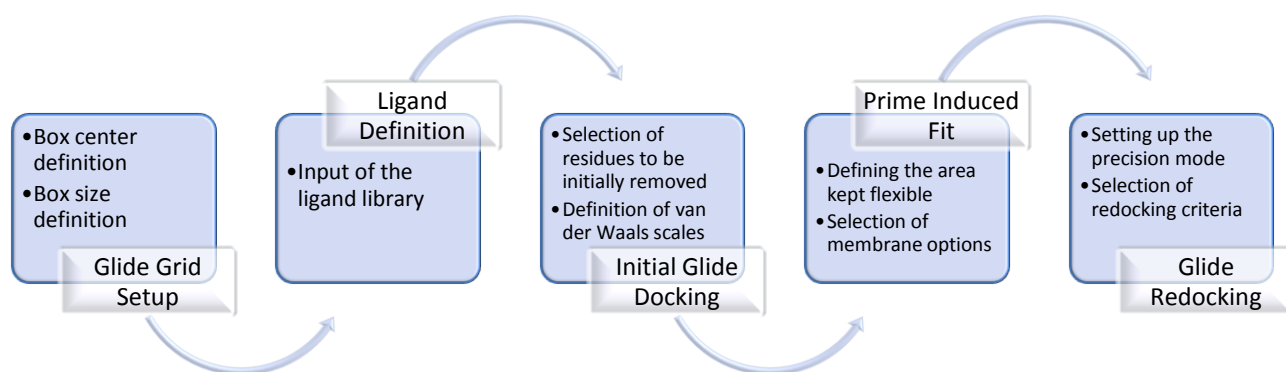 •Box center
definition
•Box size
definition
Glide Grid
Setup
Ligand
Definition
•Input of the
ligand library
•Selection of
residues to be
initially removed
•Definition of van
der Waals scales
Initial Glide
Docking
Prime Induced
Fit
•Defining the area
kept flexible
•Selection of
membrane options
•Setting up the
precision mode
•Selection of
redocking criteria
Glide
Redocking